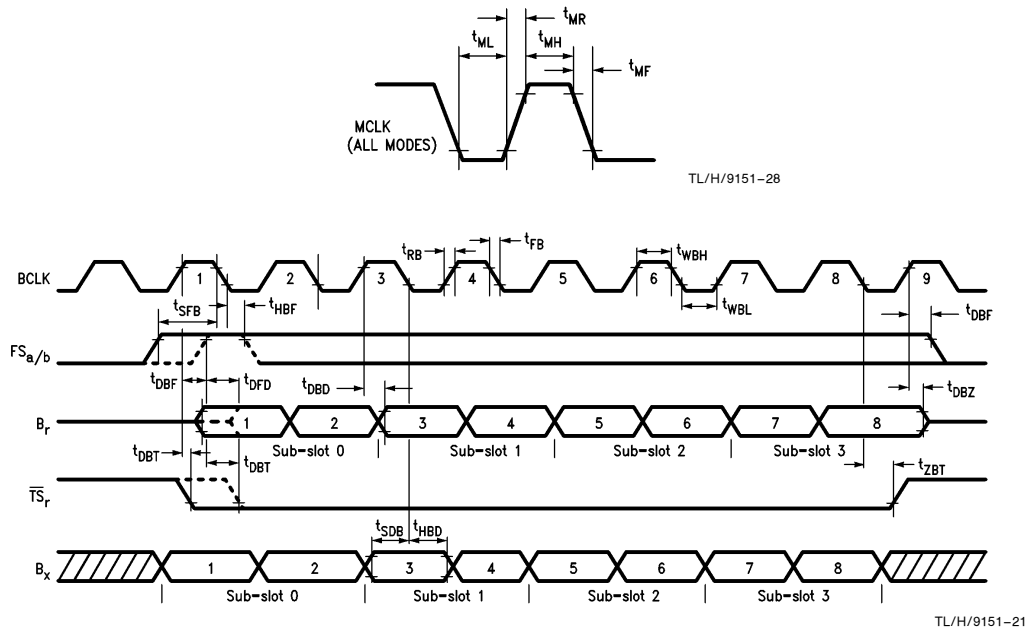 tMR
tML
tMH
tMF
MCLK
(ALL MODES)
TL/H/9151–28
tRB
tFB
tWBH
BCLK
1
2
3
4
5
6
7
8
9
tSFB
tHBF
tWBL
tDBF
FSa/b
tDBF
tDFD
tDBD
tDBZ
Br
1
2
3
4
5
6
7
8
Sub-slot 0
Sub-slot 1
Sub-slot 2
Sub-slot 3
tDBT
tDBT
tZBT
TSr
tSDB
tHBD
Bx
1
2
3
4
5
6
7
8
Sub-slot 0
Sub-slot 1
Sub-slot 2
Sub-slot 3
TL/H/9151–21